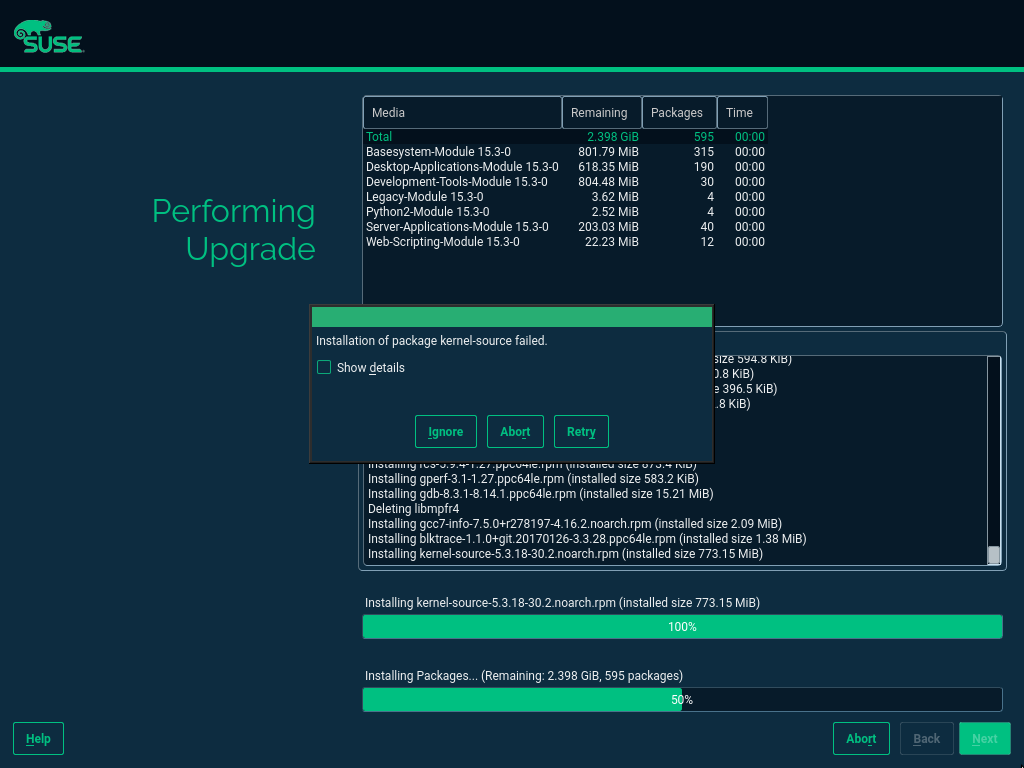 SUSE
Media Remaining Packages Time
Total 2.398 GiB 595 00:00
Basesystem-Module 15.3-0 801.79 MiB 315 00:00
Desktop-Applications-Module 15.3-0 618.35 MiB 190 00:00
Development-Tools-Module 15.3-0 804.48 MiB 30 00:00
Legacy-Module 15.3-0 3.62 MiB 4 00:00
Python2-Module 15.3-0 2.52 MiB 4 00:00
Server-Applications-Module 15.3-0 203.03 MiB 40 00:00
Web-Scripting-Module 15.3-0 22.23 MiB 12 00:00
Performing
Upgrade
Installation of package kernel-source failed.
Show details
Ignore Abort Retry
size 594.8 KiB)
0.8 KiB)
396.5 KiB)
.8 KiB)
Installing rcs-5.9.4-1.27.ppc64le.rpm (installed size 873.4 KiB)
Installing gperf-3.1-1.27.ppc64le.rpm (installed size 583.2 KiB)
Installing gdb-8.3.1-8.14.1.ppc64le.rpm (installed size 15.21 MiB)
Deleting libmpfr4
Installing gcc7-info-7.5.0+r278197-4.16.2.noarch.rpm (installed size 2.09 MiB)
Installing blktrace-1.1.0+git.20170126-3.3.28.ppc64le.rpm (installed size 1.38 MiB)
Installing kernel-source-5.3.18-30.2.noarch.rpm (installed size 773.15 MiB)
Installing kernel-source-5.3.18-30.2.noarch.rpm (installed size 773.15 MiB)
100%
Installing Packages... (Remaining: 2.398 GiB, 595 packages)
50%
Help Abort Back Next